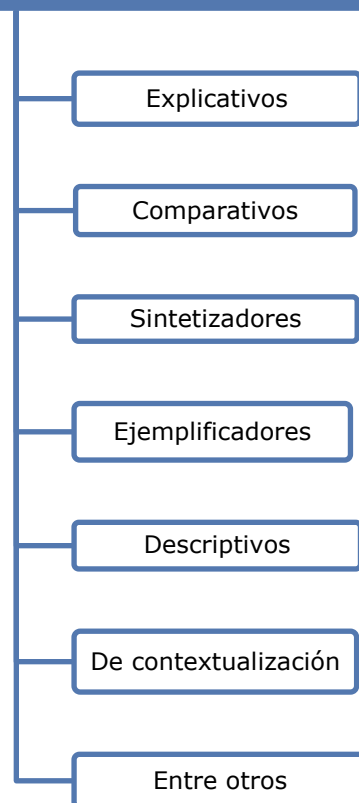 Explicativos
Comparativos
Sintetizadores
Ejemplificadores
Descriptivos
De contextualización
Entre otros